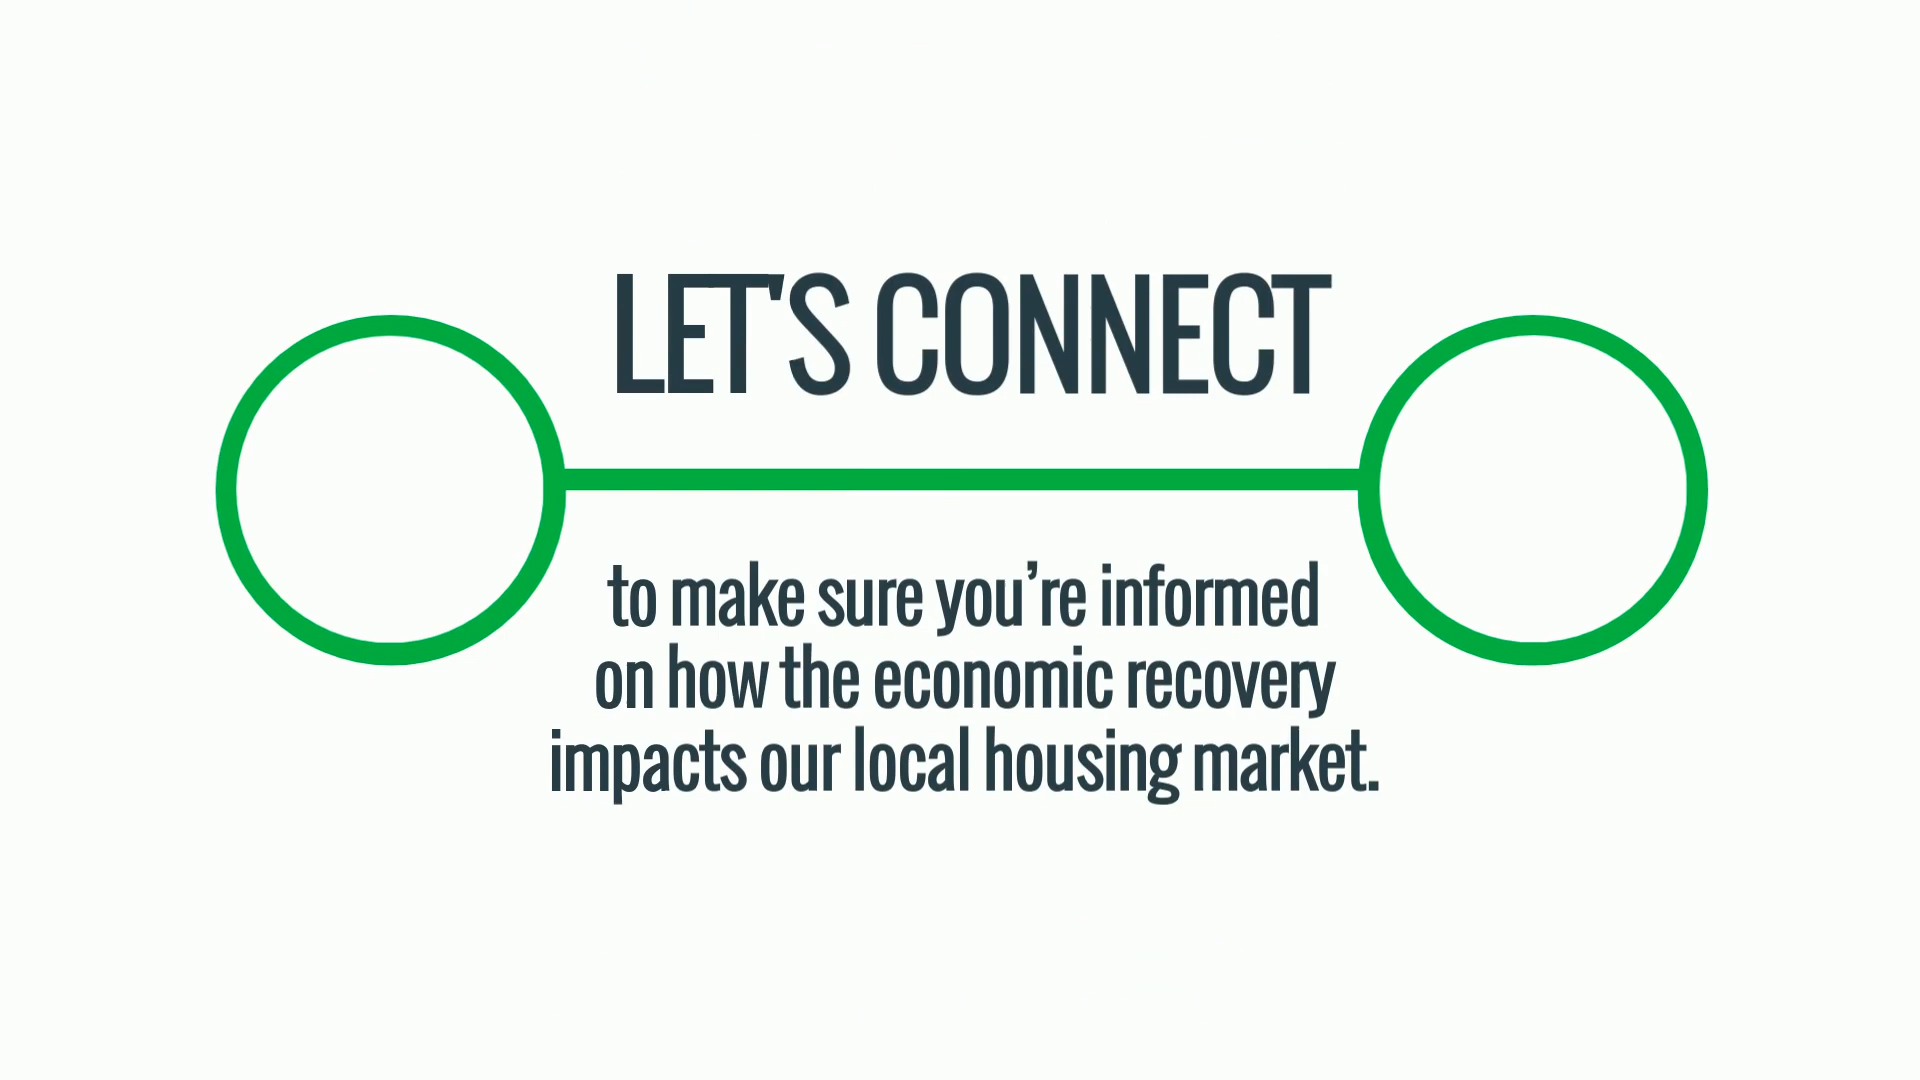 LET'S CONNECT
to make sure you’re informed
on how the economic recovery
impacts our local housing market.